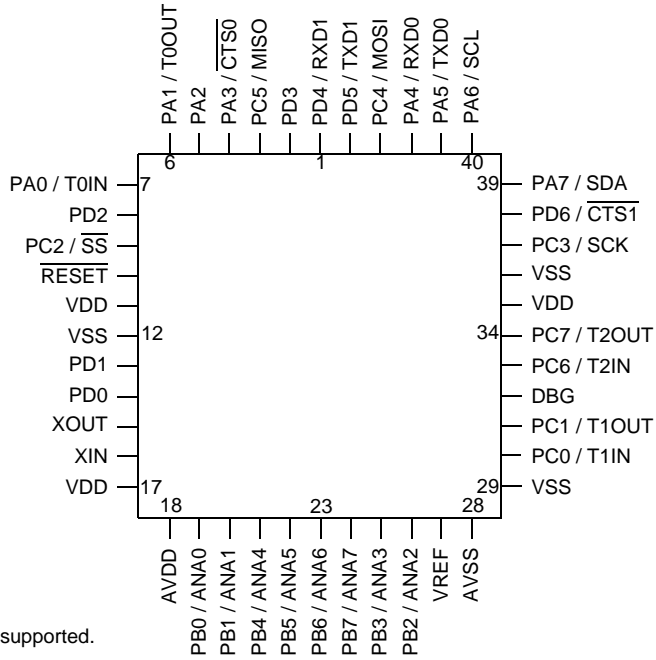 PA1 / T0OUT
PA2
PA3 / CTS0
PC5 / MISO
PD3
PD4 / RXD1
PD5 / TXD1
PC4 / MOSI
PA4 / RXD0
PA5 / TXD0
PA6 / SCL
6
1
40
PA0 / T0IN
7
39
PA7 / SDA
PD2
PD6 / CTS1
PC2 / SS
PC3 / SCK
RESET
VSS
VDD
VDD
VSS
12
34
PC7 / T2OUT
PD1
PC6 / T2IN
PD0
DBG
XOUT
PC1 / T1OUT
XIN
PC0 / T1IN
VDD
17
29
VSS
18
23
28
AVDD
PB0 / ANA0
PB1 / ANA1
PB4 / ANA4
PB5 / ANA5
PB6 / ANA6
PB7 / ANA7
PB3 / ANA3
PB2 / ANA2
VREF
AVSS
supported.